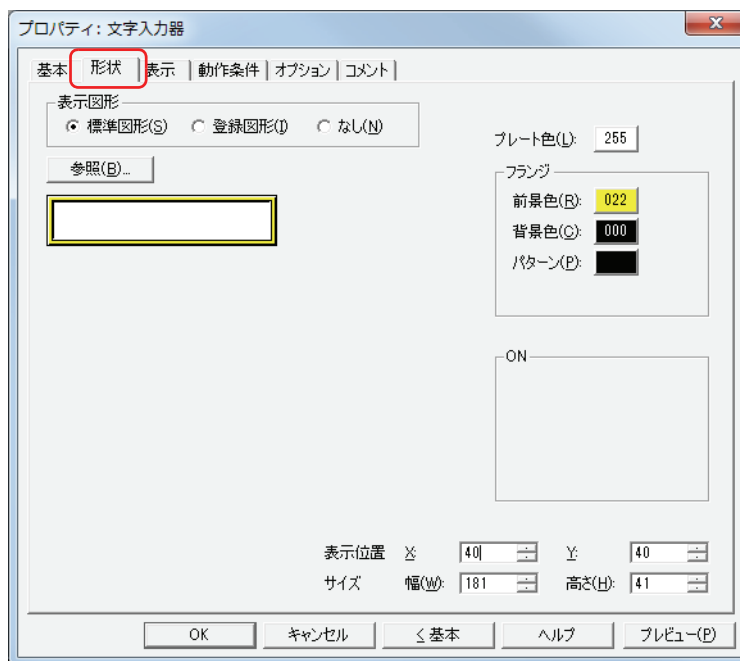 プロパティ: 文字入力器
基本 形状 表示 動作条件 オプション コメント
表示図形
標準図形(S) 登録図形(I) なし(N)
参照(B)...
プレート色(L): 255
フランジ
前景色(R): 022
背景色(C): 000
パターン(P):
ON
表示位置 X: 40 Y: 40
サイズ 幅(W): 181 高さ(H): 41
OK キャンセル < 基本 ヘルプ プレビュー(P)